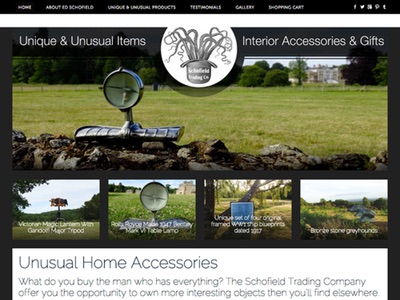 HOME ABOUT ED SCHOFIELD UNIQUE & UNUSUAL PRODUCTS TESTIMONIALS GALLERY SHOPPING CART
Unique & Unusual Items
Interior Accessories & Gifts
Schofield
Trading Co
Victorian Magic Lantern With
Gandolfi Major Tripod
Rolls Royce Made 1947 Bentley
Mark VI Table Lamp
Unique set of four original
framed WW1 ship blueprints
dated 1917
Bronze stone greyhounds
Unusual Home Accessories
What do you buy the man who has everything? The Schofield Trading Company
offer you the opportunity to own more interesting objects then you'll find elsewhere.